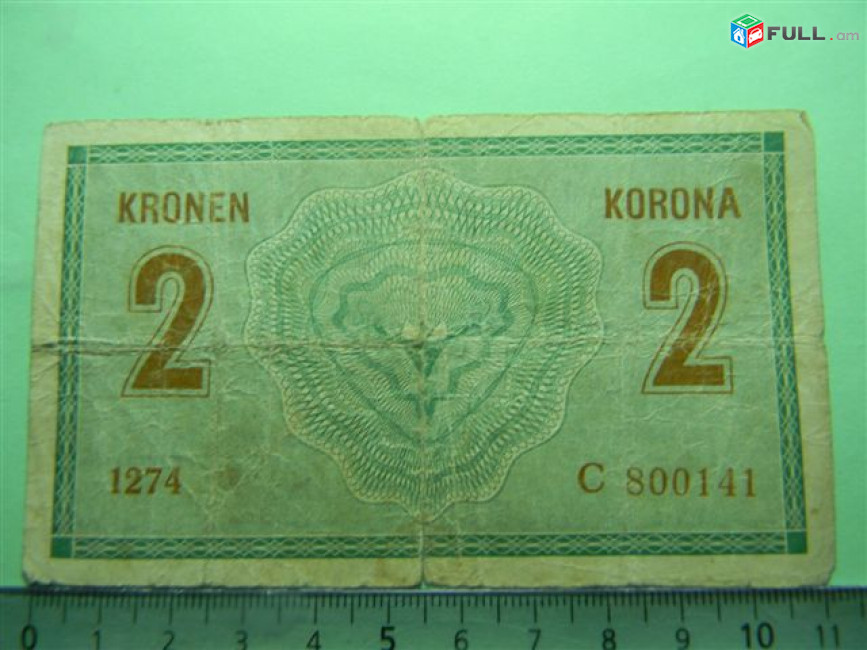 FULL.am
KRONEN KORONA
2 2
1274 C 800141
0 1 2 3 4 5 6 7 8 9 10 11